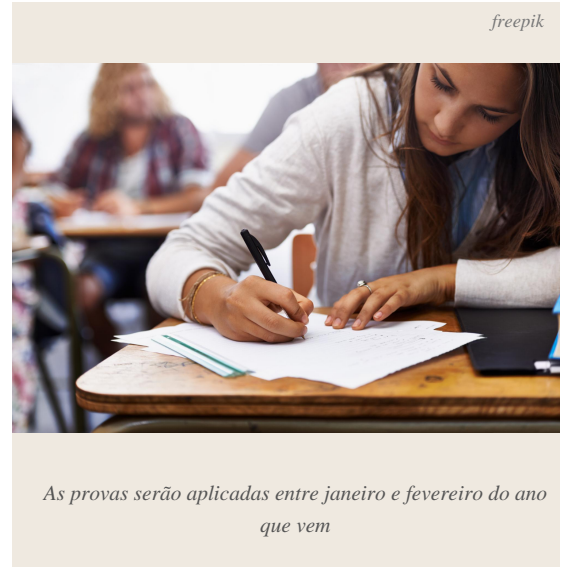 freepik
As provas serão aplicadas entre janeiro e fevereiro do ano
que vem